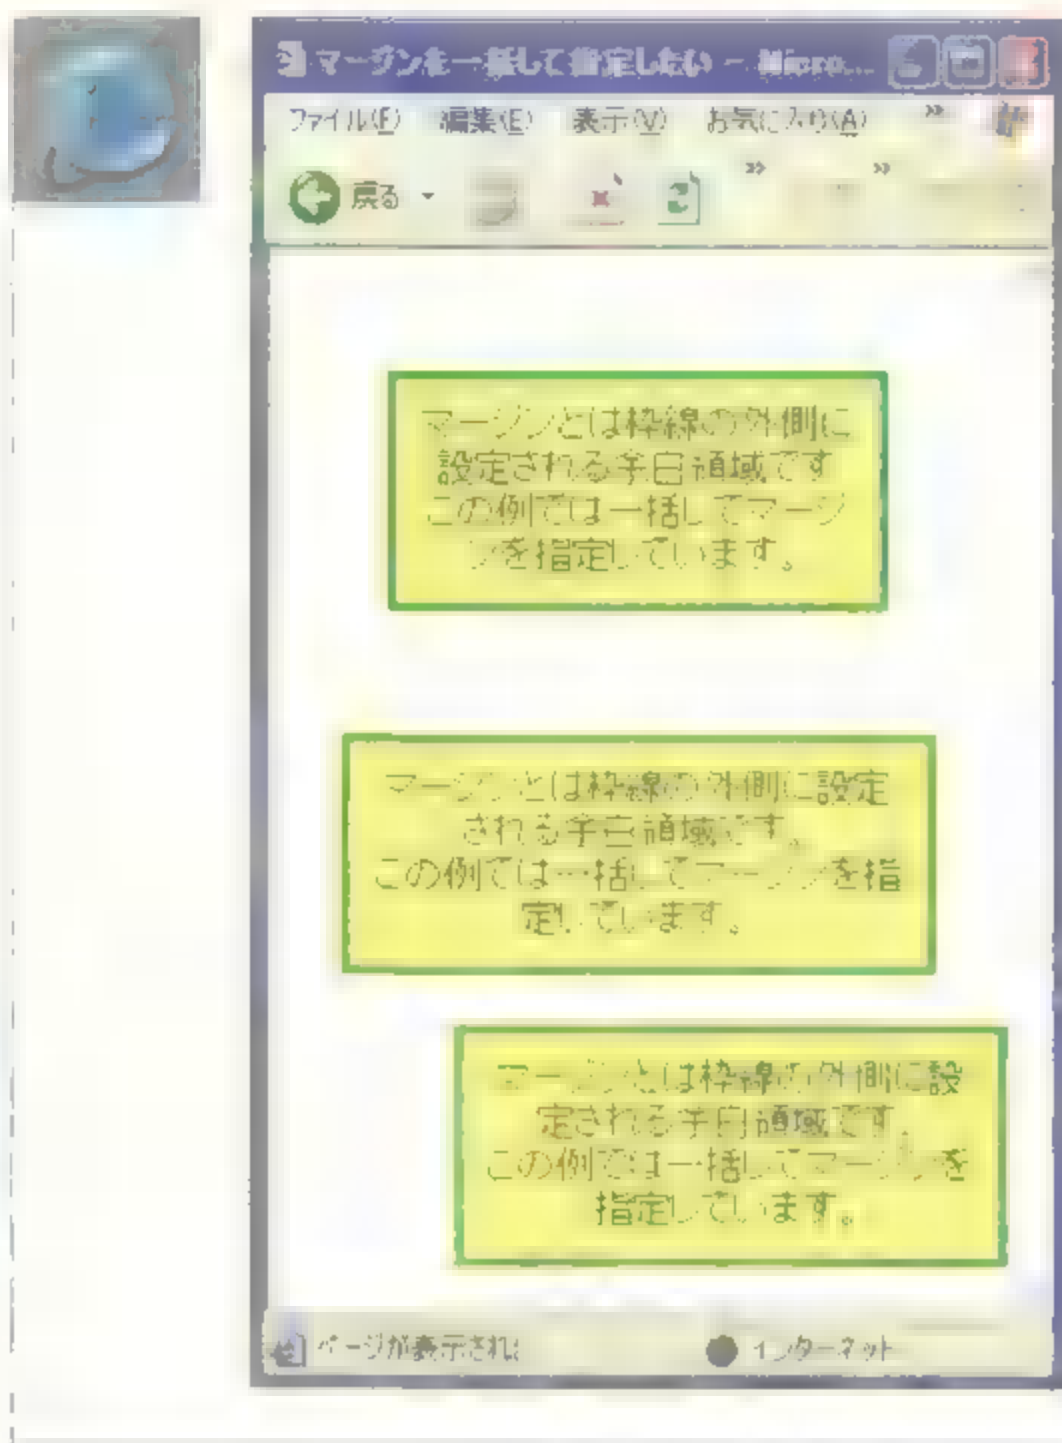 マージンを一括して指定したい - Micro...
ファイル(F) 編集(E) 表示(V) お気に入り(A) »
戻る » »
マージンとは枠線の外側に
設定される余白領域です
この例では一括してマージ
ンを指定しています。
マージンとは枠線の外側に設定
される余白領域です。
この例では一括してマージンを指
定しています。
マージンとは枠線の外側に設
定される余白領域です。
この例では一括してマージンを
指定しています。
ページが表示され インターネット